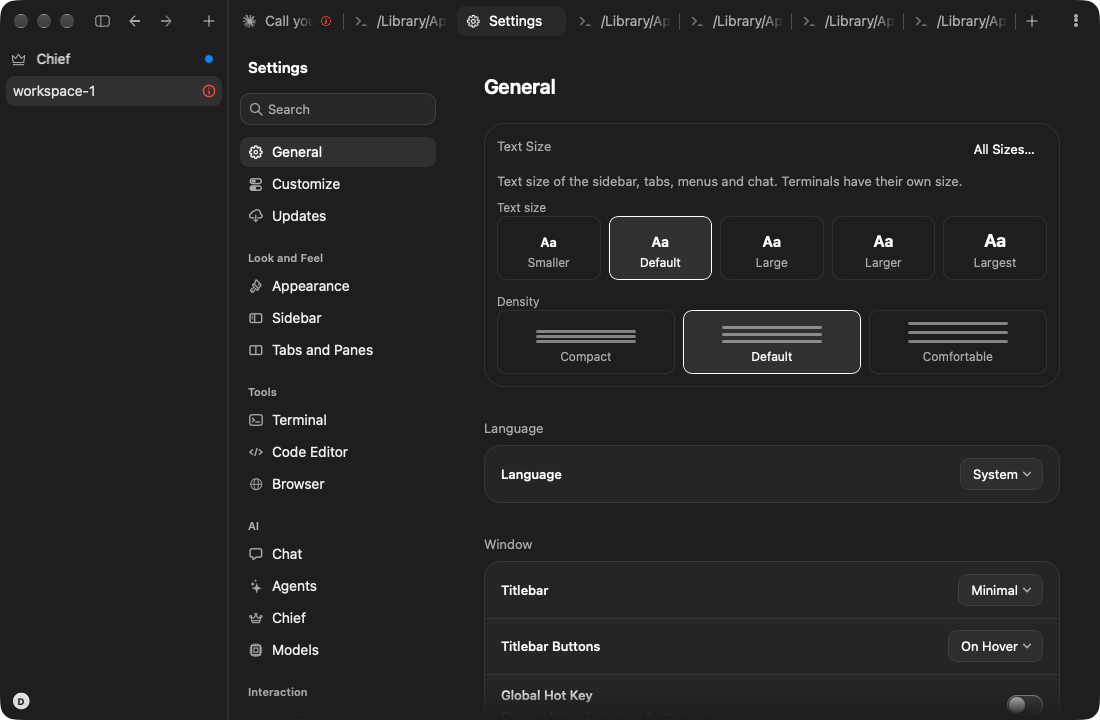 Call you
/Library/Ap
Settings
/Library/Ap
/Library/Ap
/Library/Ap
/Library/Ap
Chief
workspace-1
D
Settings
Search
General
Customize
Updates
Look and Feel
Appearance
Sidebar
Tabs and Panes
Tools
Terminal
Code Editor
Browser
AI
Chat
Agents
Chief
Models
Interaction
General
Text Size
All Sizes...
Text size of the sidebar, tabs, menus and chat. Terminals have their own size.
Text size
Aa Aa Aa Aa Aa
Smaller Default Large Larger Largest
Density
Compact Default Comfortable
Language
Language System
Window
Titlebar Minimal
Titlebar Buttons On Hover
Global Hot Key